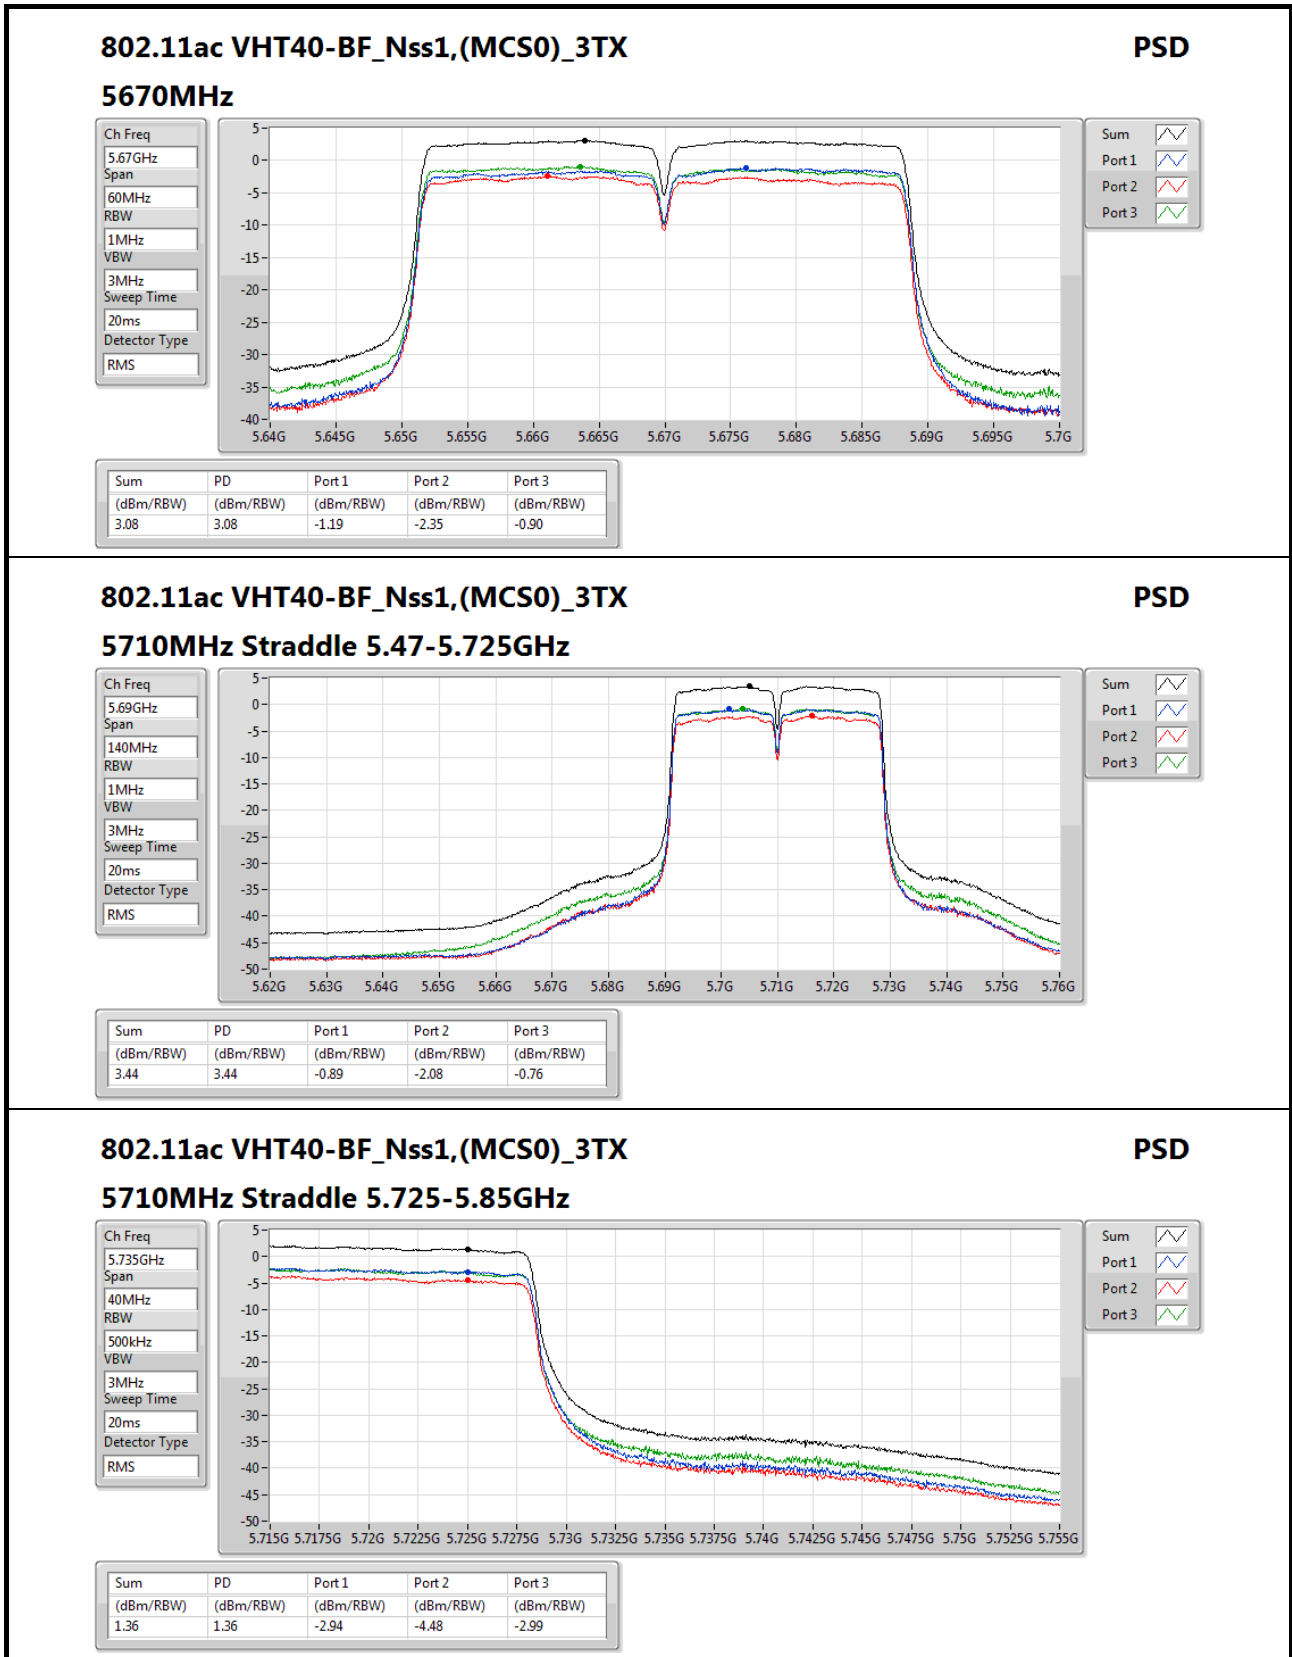 802.11ac VHT40-BF_Nss1,(MCS0)_3TX PSD
5670MHz
Ch Freq
5.67GHz
Span
60MHz
RBW
1MHz
VBW
3MHz
Sweep Time
20ms
Detector Type
RMS
5
0
-5
-10
-15
-20
-25
-30
-35
-40
5.64G 5.645G 5.65G 5.655G 5.66G 5.665G 5.67G 5.675G 5.68G 5.685G 5.69G 5.695G 5.7G
Sum
Port 1
Port 2
Port 3
Sum PD Port 1 Port 2 Port 3
(dBm/RBW) (dBm/RBW) (dBm/RBW) (dBm/RBW) (dBm/RBW)
3.08 3.08 -1.19 -2.35 -0.90
802.11ac VHT40-BF_Nss1,(MCS0)_3TX PSD
5710MHz Straddle 5.47-5.725GHz
Ch Freq
5.69GHz
Span
140MHz
RBW
1MHz
VBW
3MHz
Sweep Time
20ms
Detector Type
RMS
5
0
-5
-10
-15
-20
-25
-30
-35
-40
-45
-50
5.62G 5.63G 5.64G 5.65G 5.66G 5.67G 5.68G 5.69G 5.7G 5.71G 5.72G 5.73G 5.74G 5.75G 5.76G
Sum
Port 1
Port 2
Port 3
Sum PD Port 1 Port 2 Port 3
(dBm/RBW) (dBm/RBW) (dBm/RBW) (dBm/RBW) (dBm/RBW)
3.44 3.44 -0.89 -2.08 -0.76
802.11ac VHT40-BF_Nss1,(MCS0)_3TX PSD
5710MHz Straddle 5.725-5.85GHz
Ch Freq
5.735GHz
Span
40MHz
RBW
500kHz
VBW
3MHz
Sweep Time
20ms
Detector Type
RMS
5
0
-5
-10
-15
-20
-25
-30
-35
-40
-45
-50
5.715G 5.7175G 5.72G 5.7225G 5.725G 5.7275G 5.73G 5.7325G 5.735G 5.7375G 5.74G 5.7425G 5.745G 5.7475G 5.75G 5.7525G 5.755G
Sum
Port 1
Port 2
Port 3
Sum PD Port 1 Port 2 Port 3
(dBm/RBW) (dBm/RBW) (dBm/RBW) (dBm/RBW) (dBm/RBW)
1.36 1.36 -2.94 -4.48 -2.99